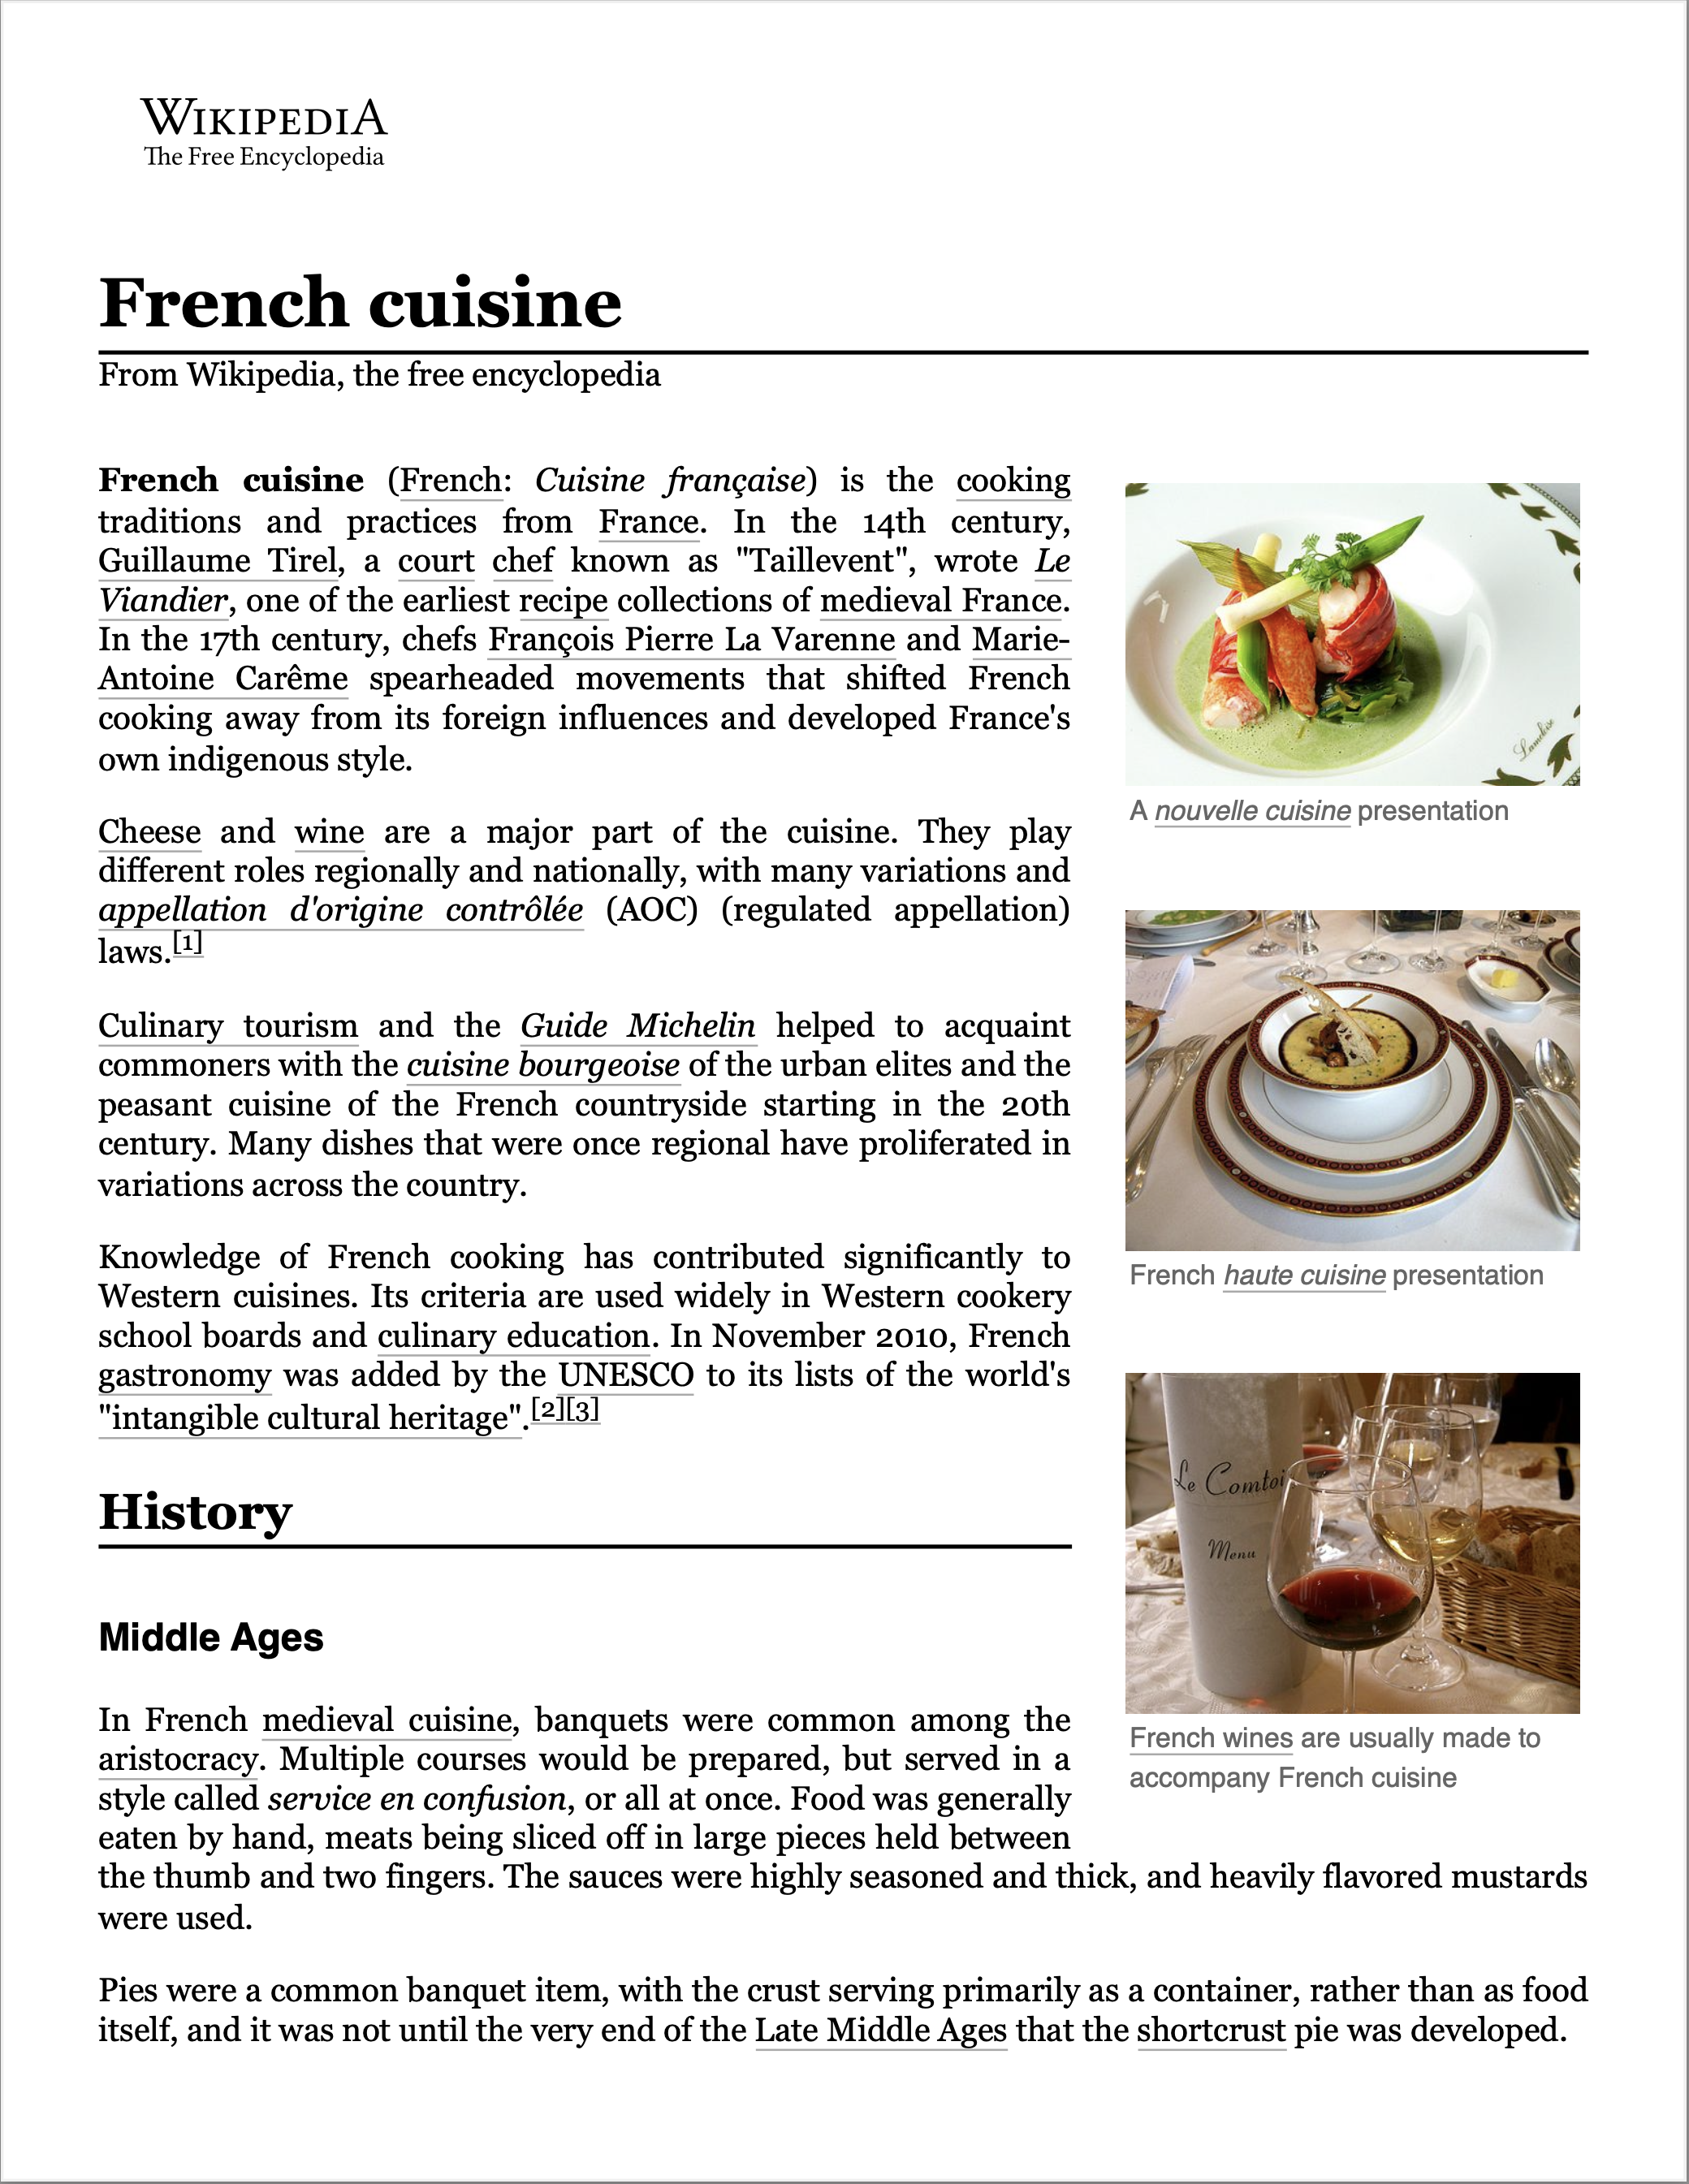 WIKIPEDIA
The Free Encyclopedia
French cuisine
From Wikipedia, the free encyclopedia
French cuisine (French: Cuisine française) is the cooking
traditions and practices from France. In the 14th century,
Guillaume Tirel, a court chef known as "Taillevent", wrote Le
Viandier, one of the earliest recipe collections of medieval France.
In the 17th century, chefs François Pierre La Varenne and Marie-
Antoine Carême spearheaded movements that shifted French
cooking away from its foreign influences and developed France's
own indigenous style.
Cheese and wine are a major part of the cuisine. They play
different roles regionally and nationally, with many variations and
appellation d'origine contrôlée (AOC) (regulated appellation)
laws.[1]
Culinary tourism and the Guide Michelin helped to acquaint
commoners with the cuisine bourgeoise of the urban elites and the
peasant cuisine of the French countryside starting in the 20th
century. Many dishes that were once regional have proliferated in
variations across the country.
Knowledge of French cooking has contributed significantly to
Western cuisines. Its criteria are used widely in Western cookery
school boards and culinary education. In November 2010, French
gastronomy was added by the UNESCO to its lists of the world's
"intangible cultural heritage".[2][3]
A nouvelle cuisine presentation
French haute cuisine presentation
Le Comtoi
Menu
French wines are usually made to
accompany French cuisine
History
Middle Ages
In French medieval cuisine, banquets were common among the
aristocracy. Multiple courses would be prepared, but served in a
style called service en confusion, or all at once. Food was generally
eaten by hand, meats being sliced off in large pieces held between
the thumb and two fingers. The sauces were highly seasoned and thick, and heavily flavored mustards
were used.
Pies were a common banquet item, with the crust serving primarily as a container, rather than as food
itself, and it was not until the very end of the Late Middle Ages that the shortcrust pie was developed.